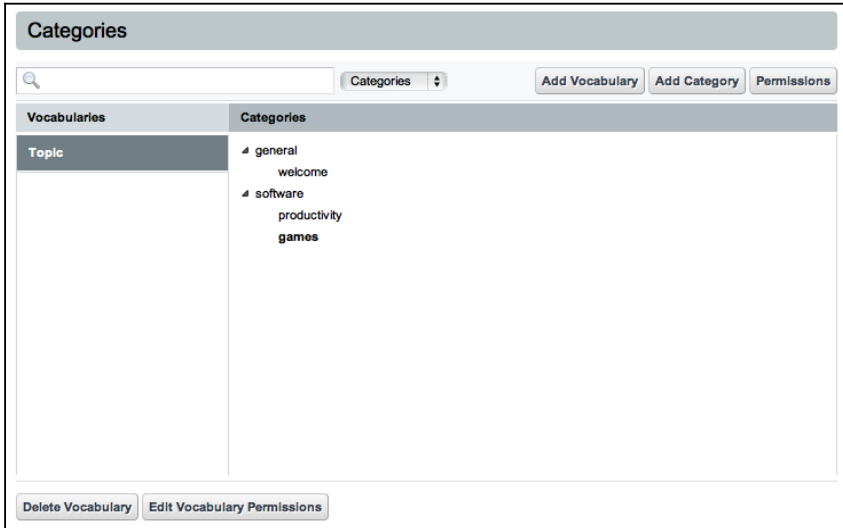 Categories
Categories Add Vocabulary Add Category Permissions
Vocabularies Categories
Topic
general
welcome
software
productivity
games
Delete Vocabulary Edit Vocabulary Permissions